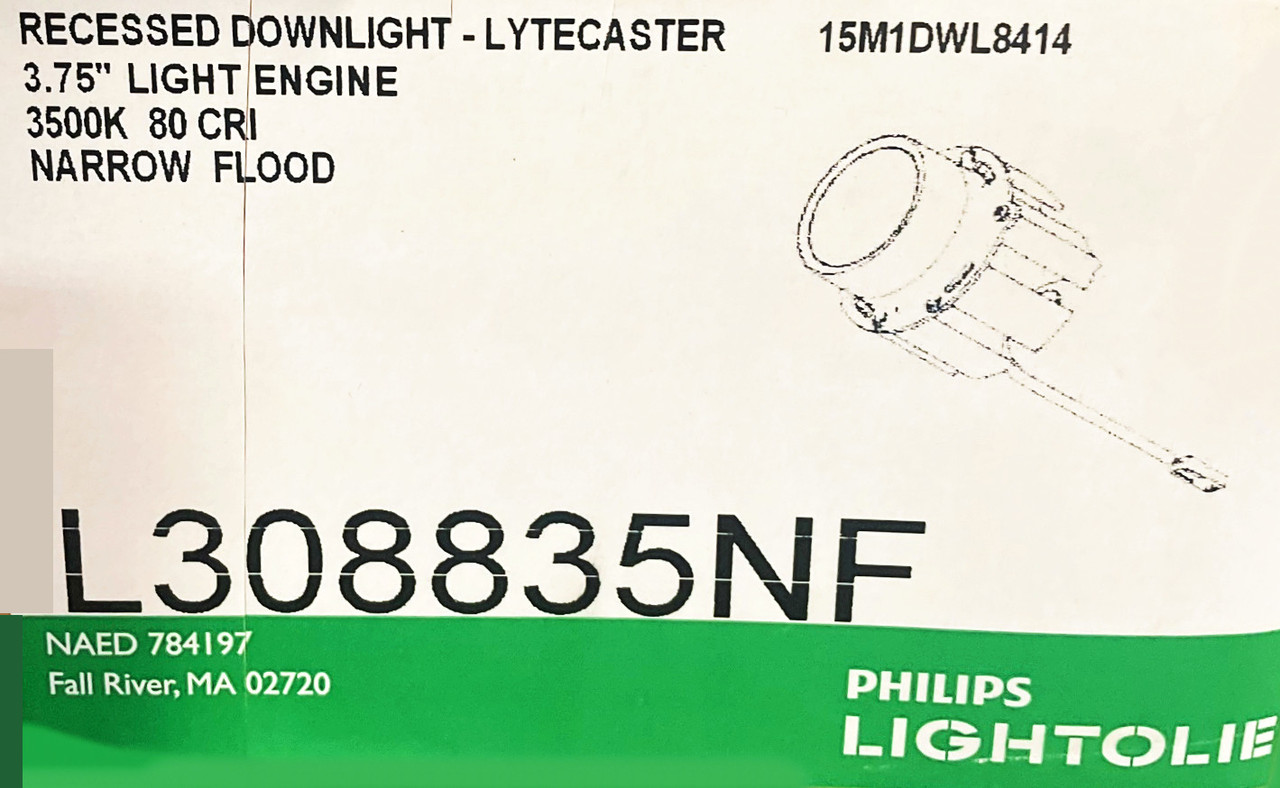 RECESSED DOWNLIGHT - LYTECASTER 15M1DWL8414
3.75" LIGHT ENGINE
3500K 80 CRI
NARROW FLOOD
L308835NF
NAED 784197
Fall River, MA 02720
PHILIPS
LIGHTOLIE